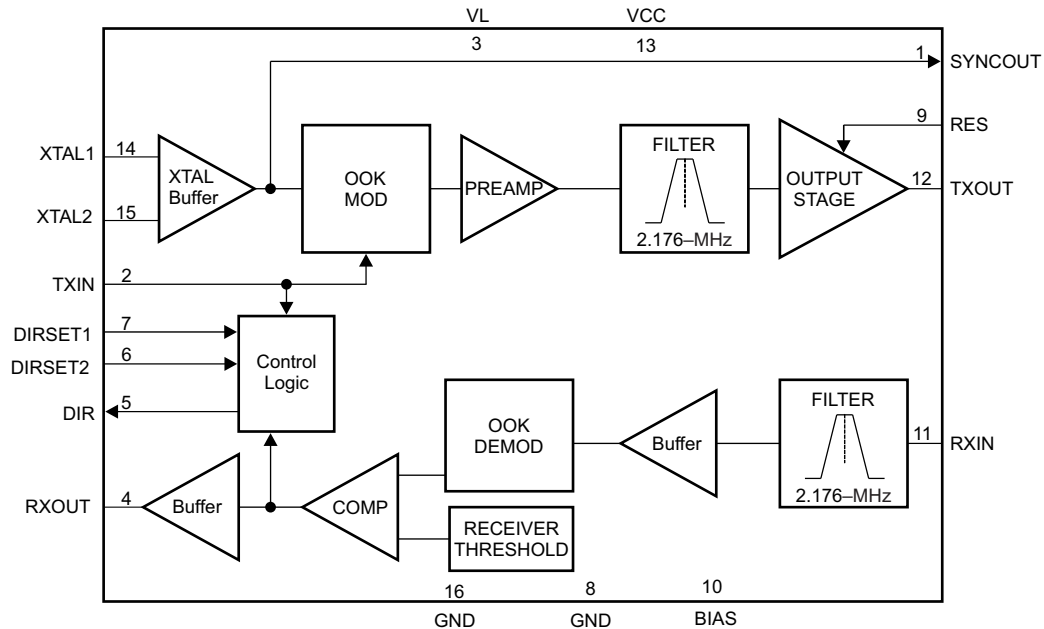 VL
VCC
3
13
1
SYNCOUT
9
RES
XTAL1
14
XTAL2
15
XTAL
Buffer
OOK
MOD
PREAMP
FILTER
2.176–MHz
OUTPUT
STAGE
12
TXOUT
TXIN
2
DIRSET1
7
DIRSET2
6
DIR
5
Control
Logic
RXOUT
4
Buffer
COMP
OOK
DEMOD
RECEIVER
THRESHOLD
Buffer
FILTER
2.176–MHz
11
RXIN
16
GND
8
GND
10
BIAS